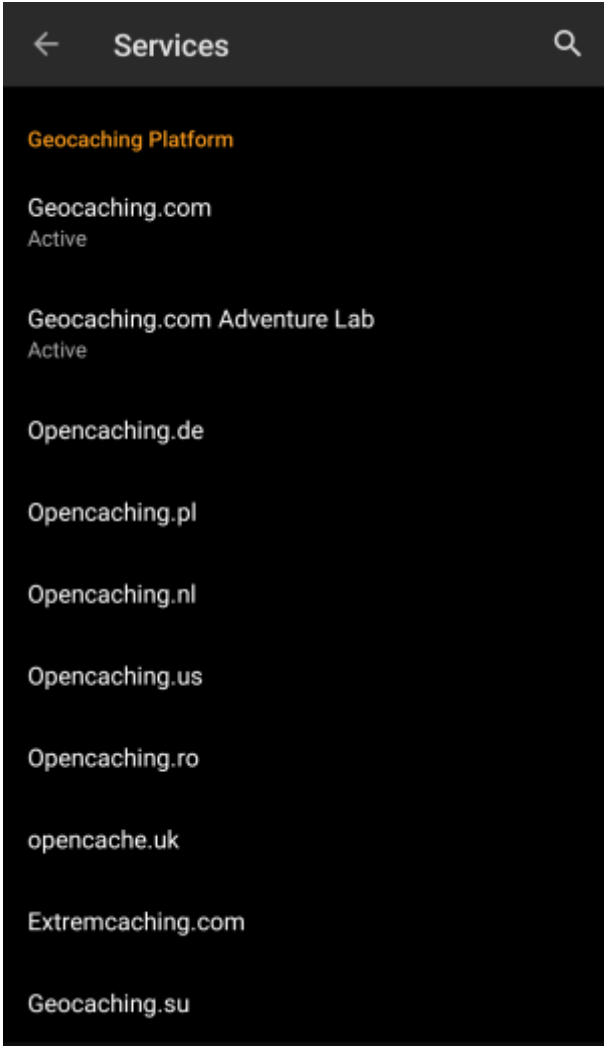 Services
Geocaching Platform
Geocaching.com
Active
Geocaching.com Adventure Lab
Active
Opencaching.de
Opencaching.pl
Opencaching.nl
Opencaching.us
Opencaching.ro
opencache.uk
Extremcaching.com
Geocaching.su